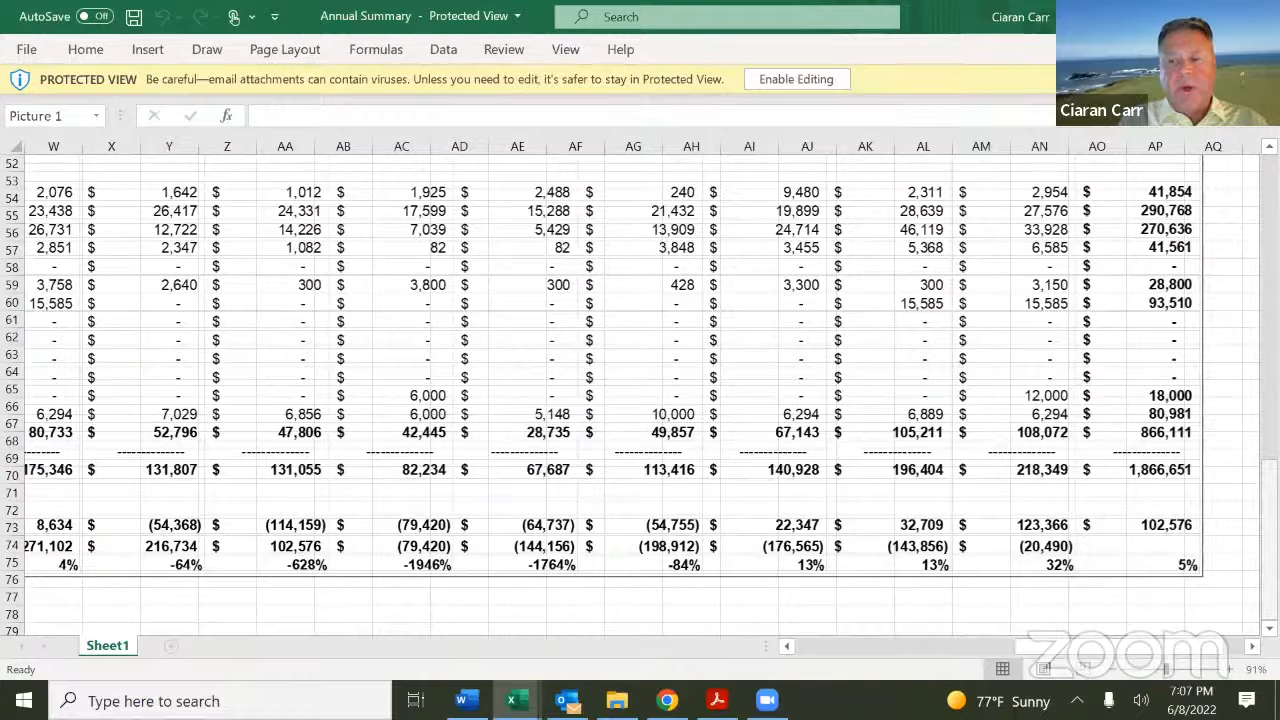 AutoSave Off Annual Summary - Protected View Search Ciaran Carr
File Home Insert Draw Page Layout Formulas Data Review View Help
PROTECTED VIEW Be careful—email attachments can contain viruses. Unless you need to edit, it's safer to stay in Protected View. Enable Editing
Ciaran Carr
Picture 1 fx
W X Y Z AA AB AC AD AE AF AG AH AI AJ AK AL AM AN AO AP AQ
52
53
2,076 $ 1,642 $ 1,012 $ 1,925 $ 2,488 $ 240 $ 9,480 $ 2,311 $ 2,954 $ 41,854
54
23,438 $ 26,417 $ 24,331 $ 17,599 $ 15,288 $ 21,432 $ 19,899 $ 28,639 $ 27,576 $ 290,768
55
26,731 $ 12,722 $ 14,226 $ 7,039 $ 5,429 $ 13,909 $ 24,714 $ 46,119 $ 33,928 $ 270,636
56
2,851 $ 2,347 $ 1,082 $ 82 $ 82 $ 3,848 $ 3,455 $ 5,368 $ 6,585 $ 41,561
57
58 - $ - $ - $ - $ - $ - $ - $ - $ - $ -
59 3,758 $ 2,640 $ 300 $ 3,800 $ 300 $ 428 $ 3,300 $ 300 $ 3,150 $ 28,800
60 15,585 $ - $ - $ - $ - $ - $ - $ 15,585 $ 15,585 $ 93,510
61 - $ - $ - $ - $ - $ - $ - $ - $ - $ -
62 - $ - $ - $ - $ - $ - $ - $ - $ - $ -
63 - $ - $ - $ - $ - $ - $ - $ - $ - $ -
64 - $ - $ - $ - $ - $ - $ - $ - $ - $ -
65 - $ - $ - $ 6,000 $ - $ - $ - $ - $ 12,000 $ 18,000
66 6,294 $ 7,029 $ 6,856 $ 6,000 $ 5,148 $ 10,000 $ 6,294 $ 6,889 $ 6,294 $ 80,981
67 80,733 $ 52,796 $ 47,806 $ 42,445 $ 28,735 $ 49,857 $ 67,143 $ 105,211 $ 108,072 $ 866,111
68
69 -------- -------------- -------------- -------------- -------------- -------------- -------------- -------------- -------------- --------------
70 175,346 $ 131,807 $ 131,055 $ 82,234 $ 67,687 $ 113,416 $ 140,928 $ 196,404 $ 218,349 $ 1,866,651
71
72
73 8,634 $ (54,368) $ (114,159) $ (79,420) $ (64,737) $ (54,755) $ 22,347 $ 32,709 $ 123,366 $ 102,576
74 271,102 $ 216,734 $ 102,576 $ (79,420) $ (144,156) $ (198,912) $ (176,565) $ (143,856) $ (20,490)
75 4% -64% -628% -1946% -1764% -84% 13% 13% 32% 5%
76
77
78
79
Sheet1
zoom
Ready 91%
Type here to search 77°F Sunny 7:07 PM
6/8/2022